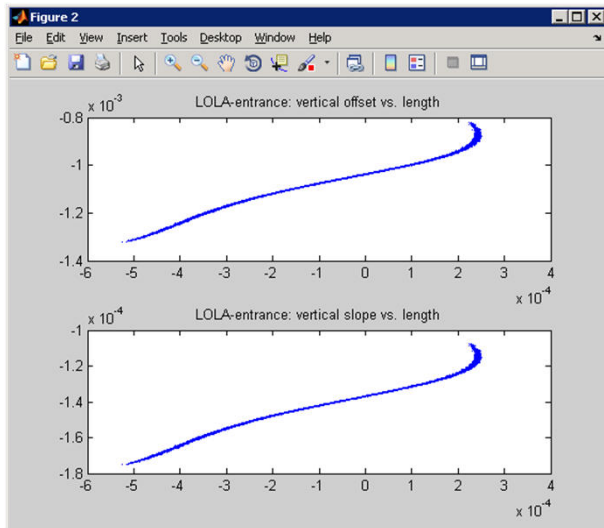 Figure 2
File Edit View Insert Tools Desktop Window Help
x 10^-3
LOLA-entrance: vertical offset vs. length
-0.8
-1
-1.2
-1.4
-6 -5 -4 -3 -2 -1 0 1 2 3 4
x 10^-4
x 10^-4
LOLA-entrance: vertical slope vs. length
-1
-1.2
-1.4
-1.6
-1.8
-6 -5 -4 -3 -2 -1 0 1 2 3 4
x 10^-4